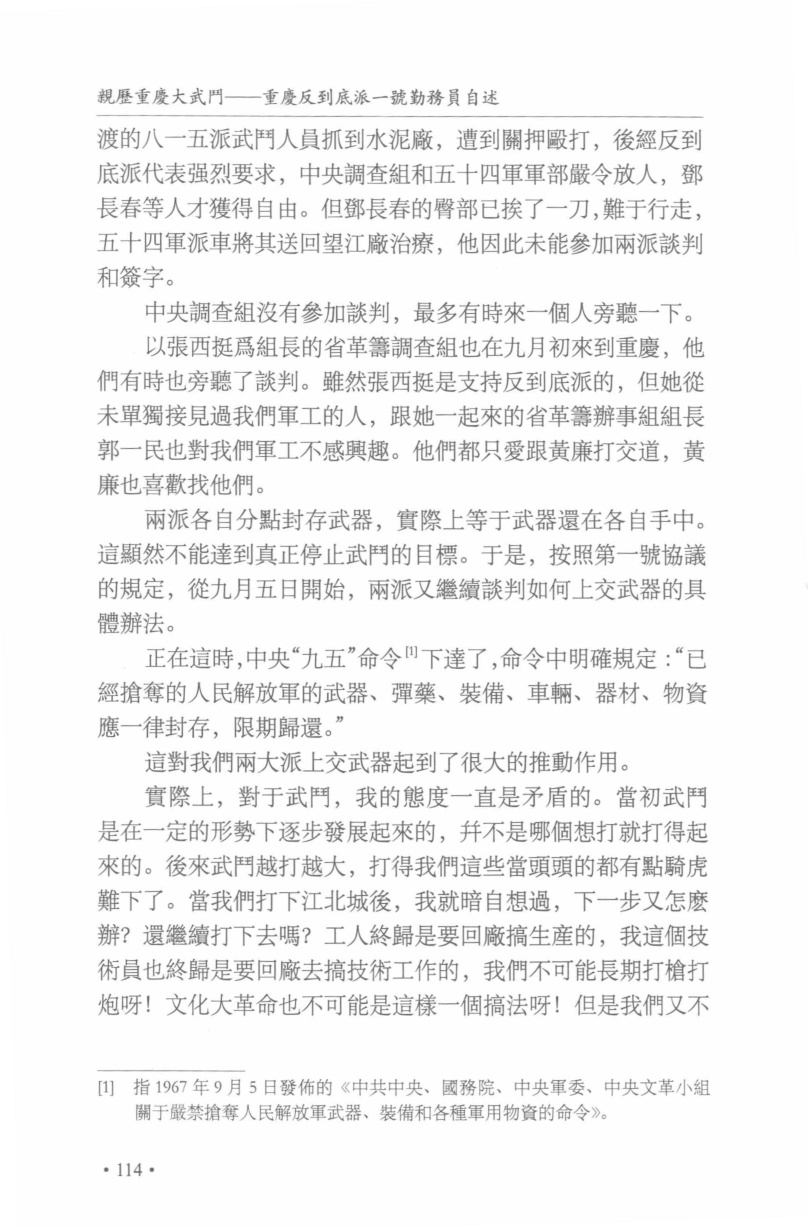 親歷重慶大武鬥——重慶反到底派一號勤務員自述
渡的八一五派武鬥人員抓到水泥廠，遭到關押毆打，後經反到
底派代表强烈要求，中央調查組和五十四軍軍部嚴令放人，鄧
長春等人才獲得自由。但鄧長春的臀部已挨了一刀，難于行走，
五十四軍派車將其送回望江廠治療，他因此未能參加兩派談判
和簽字。
中央調查組沒有參加談判，最多有時來一個人旁聽一下。
以張西挺爲組長的省革籌調查組也在九月初來到重慶，他
們有時也旁聽了談判。雖然張西挺是支持反到底派的，但她從
未單獨接見過我們軍工的人，跟她一起來的省革籌辦事組組長
郭一民也對我們軍工不感興趣。他們都只愛跟黃廉打交道，黃
廉也喜歡找他們。
兩派各自分點封存武器，實際上等于武器還在各自手中。
這顯然不能達到真正停止武鬥的目標。于是，按照第一號協議
的規定，從九月五日開始，兩派又繼續談判如何上交武器的具
體辦法。
正在這時，中央“九五”命令[1]下達了，命令中明確規定：“已
經搶奪的人民解放軍的武器、彈藥、裝備、車輛、器材、物資
應一律封存，限期歸還。”
這對我們兩大派上交武器起到了很大的推動作用。
實際上，對于武鬥，我的態度一直是矛盾的。當初武鬥
是在一定的形勢下逐步發展起來的，幷不是哪個想打就打得起
來的。後來武鬥越打越大，打得我們這些當頭頭的都有點騎虎
難下了。當我們打下江北城後，我就暗自想過，下一步又怎麽
辦？還繼續打下去嗎？工人終歸是要回廠搞生産的，我這個技
術員也終歸是要回廠去搞技術工作的，我們不可能長期打槍打
炮呀！文化大革命也不可能是這樣一個搞法呀！但是我們又不
[1] 指 1967 年 9 月 5 日發佈的《中共中央、國務院、中央軍委、中央文革小組
關于嚴禁搶奪人民解放軍武器、裝備和各種軍用物資的命令》。
• 114 •